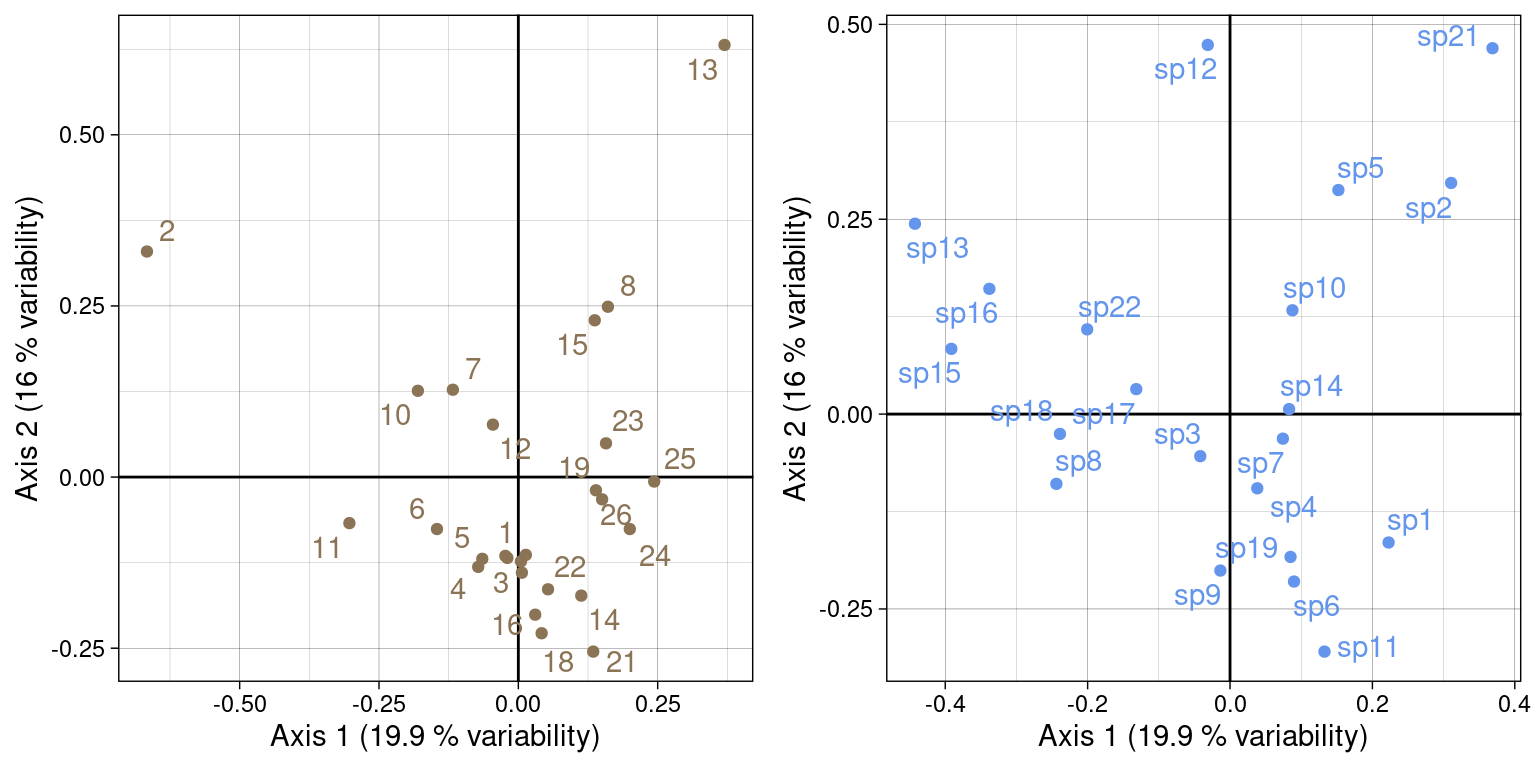 13
0.50
2
8
0.25
15
7
10
23
12
25
19
0.00
6
26
1
5
11
24
22
3
4
14
16
18
21
-0.25
-0.50
-0.25
0.00
0.25
Axis 1 (19.9 % variability)
Axis 2 (16 % variability)
0.50
sp21
sp12
sp5
sp2
0.25
sp13
sp10
sp22
sp16
sp15
sp14
sp18
sp17
0.00
sp3
sp8
sp7
sp4
sp1
sp19
sp9
sp6
-0.25
sp11
-0.4
-0.2
0.0
0.2
0.4
Axis 1 (19.9 % variability)
Axis 2 (16 % variability)